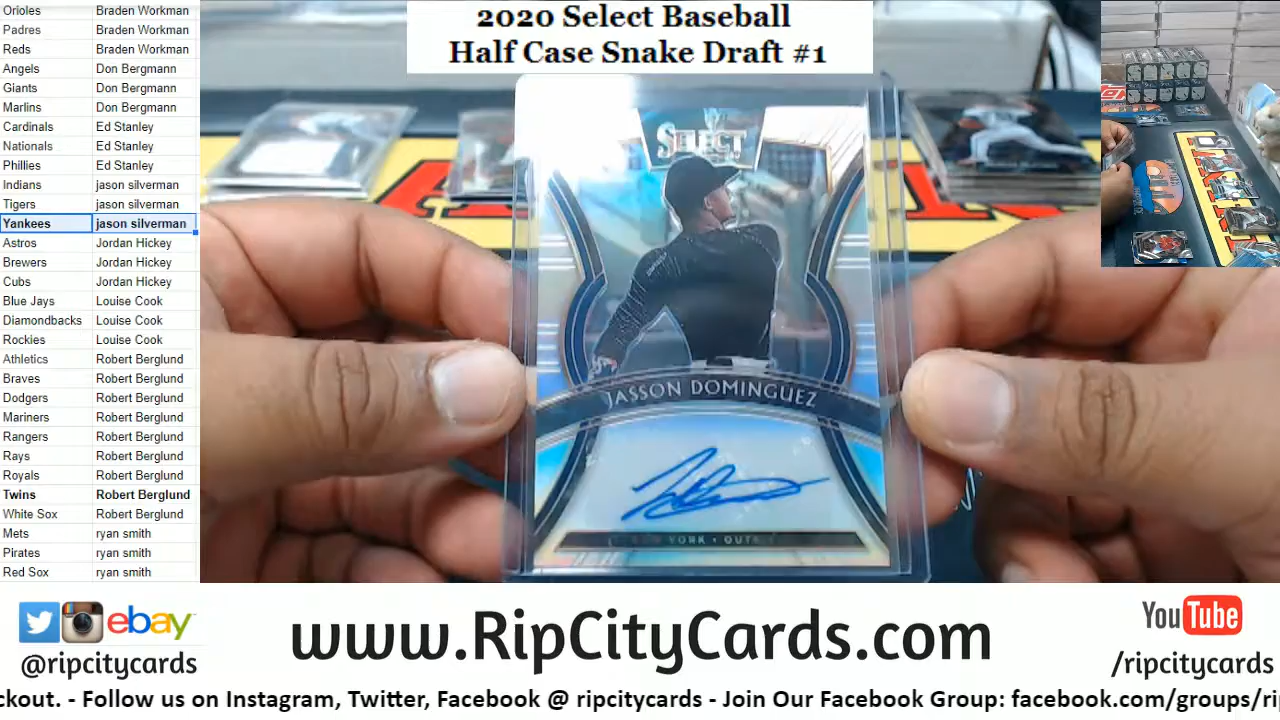 2020 Select Baseball
Half Case Snake Draft #1
Orioles Braden Workman
Padres Braden Workman
Reds Braden Workman
Angels Don Bergmann
Giants Don Bergmann
Marlins Don Bergmann
Cardinals Ed Stanley
Nationals Ed Stanley
Phillies Ed Stanley
Indians jason silverman
Tigers jason silverman
Yankees jason silverman
Astros Jordan Hickey
Brewers Jordan Hickey
Cubs Jordan Hickey
Blue Jays Louise Cook
Diamondbacks Louise Cook
Rockies Louise Cook
Athletics Robert Berglund
Braves Robert Berglund
Dodgers Robert Berglund
Mariners Robert Berglund
Rangers Robert Berglund
Rays Robert Berglund
Royals Robert Berglund
Twins Robert Berglund
White Sox Robert Berglund
Mets ryan smith
Pirates ryan smith
Red Sox ryan smith
SELECT
JASSON DOMINGUEZ
YORK • OUT
ebay
@ripcitycards
www.RipCityCards.com
YouTube
/ripcitycards
ckout. - Follow us on Instagram, Twitter, Facebook @ ripcitycards - Join Our Facebook Group: facebook.com/groups/ri